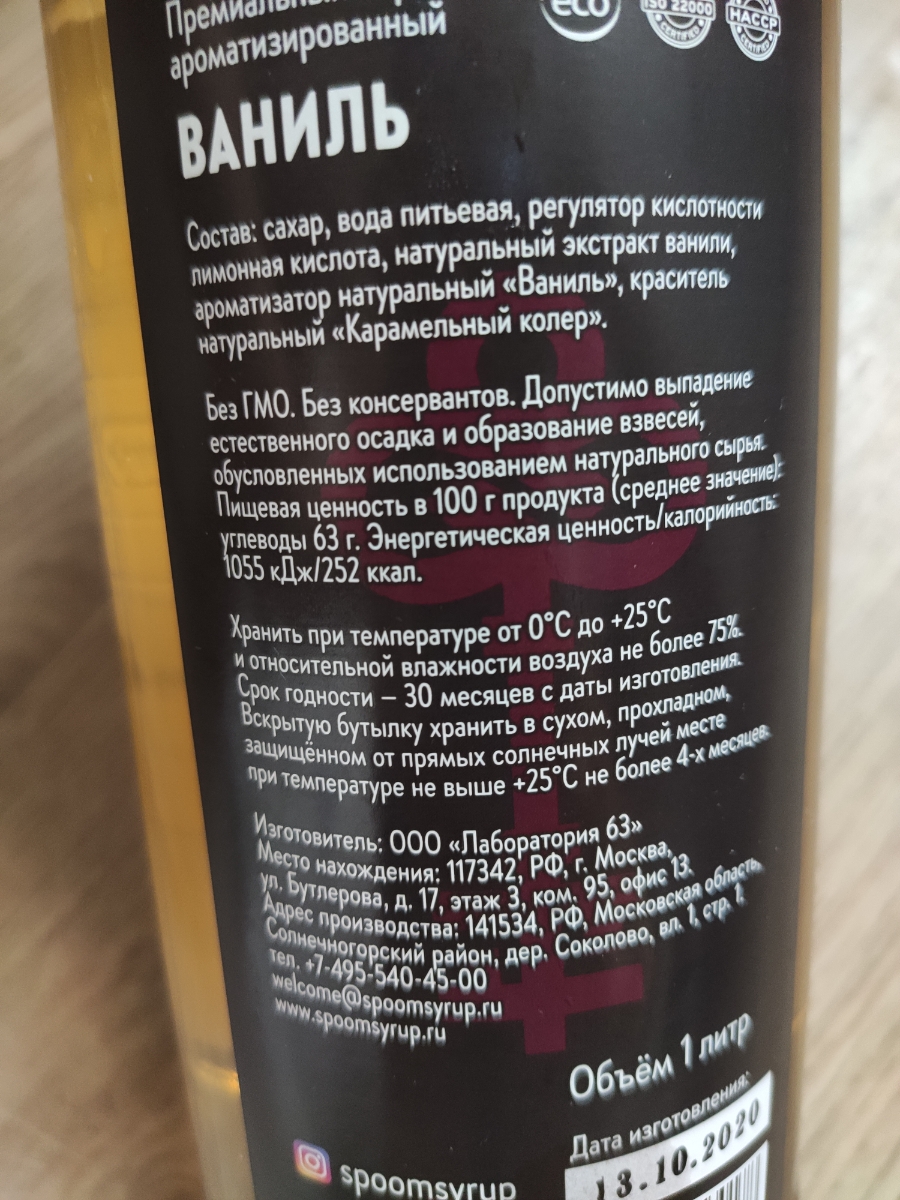 ароматизированный
eco
ISO 22000
CERTIFIED
HACCP
CERTIFIED
ВАНИЛЬ
Состав: сахар, вода питьевая, регулятор кислотности
лимонная кислота, натуральный экстракт ванили,
ароматизатор натуральный «Ваниль», краситель
натуральный «Карамельный колер».
Без ГМО. Без консервантов. Допустимо выпадение
естественного осадка и образование взвесей,
обусловленных использованием натурального сырья.
Пищевая ценность в 100 г продукта (среднее значение):
углеводы 63 г. Энергетическая ценность/калорийность:
1055 кДж/252 ккал.
Хранить при температуре от 0°С до +25°С
и относительной влажности воздуха не более 75%.
Срок годности – 30 месяцев с даты изготовления.
Вскрытую бутылку хранить в сухом, прохладном,
защищённом от прямых солнечных лучей месте
при температуре не выше +25°С не более 4-х месяцев.
Изготовитель: ООО «Лаборатория 63»
Место нахождения: 117342, РФ, г. Москва,
ул. Бутлерова, д. 17, этаж 3, ком. 95, офис 13.
Адрес производства: 141534, РФ, Московская область,
Солнечногорский район, дер. Соколово, вл. 1, стр. 1
тел. +7-495-540-45-00
welcome@spoomsyrup.ru
www.spoomsyrup.ru
Объём 1 литр
Дата изготовления:
13.10.2020
spoomsyrup